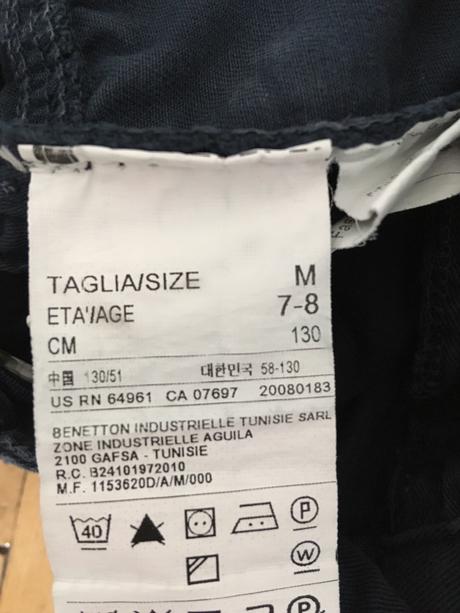 TAGLIA/SIZE M
ETA'/AGE 7-8
CM 130
中国 130/51 대한민국 58-130
US RN 64961 CA 07697 20080183
BENETTON INDUSTRIELLE TUNISIE SARL
ZONE INDUSTRIELLE AGUILA
2100 GAFSA - TUNISIE
R.C. B24101972010
M.F. 1153620D/A/M/000
40 P
W